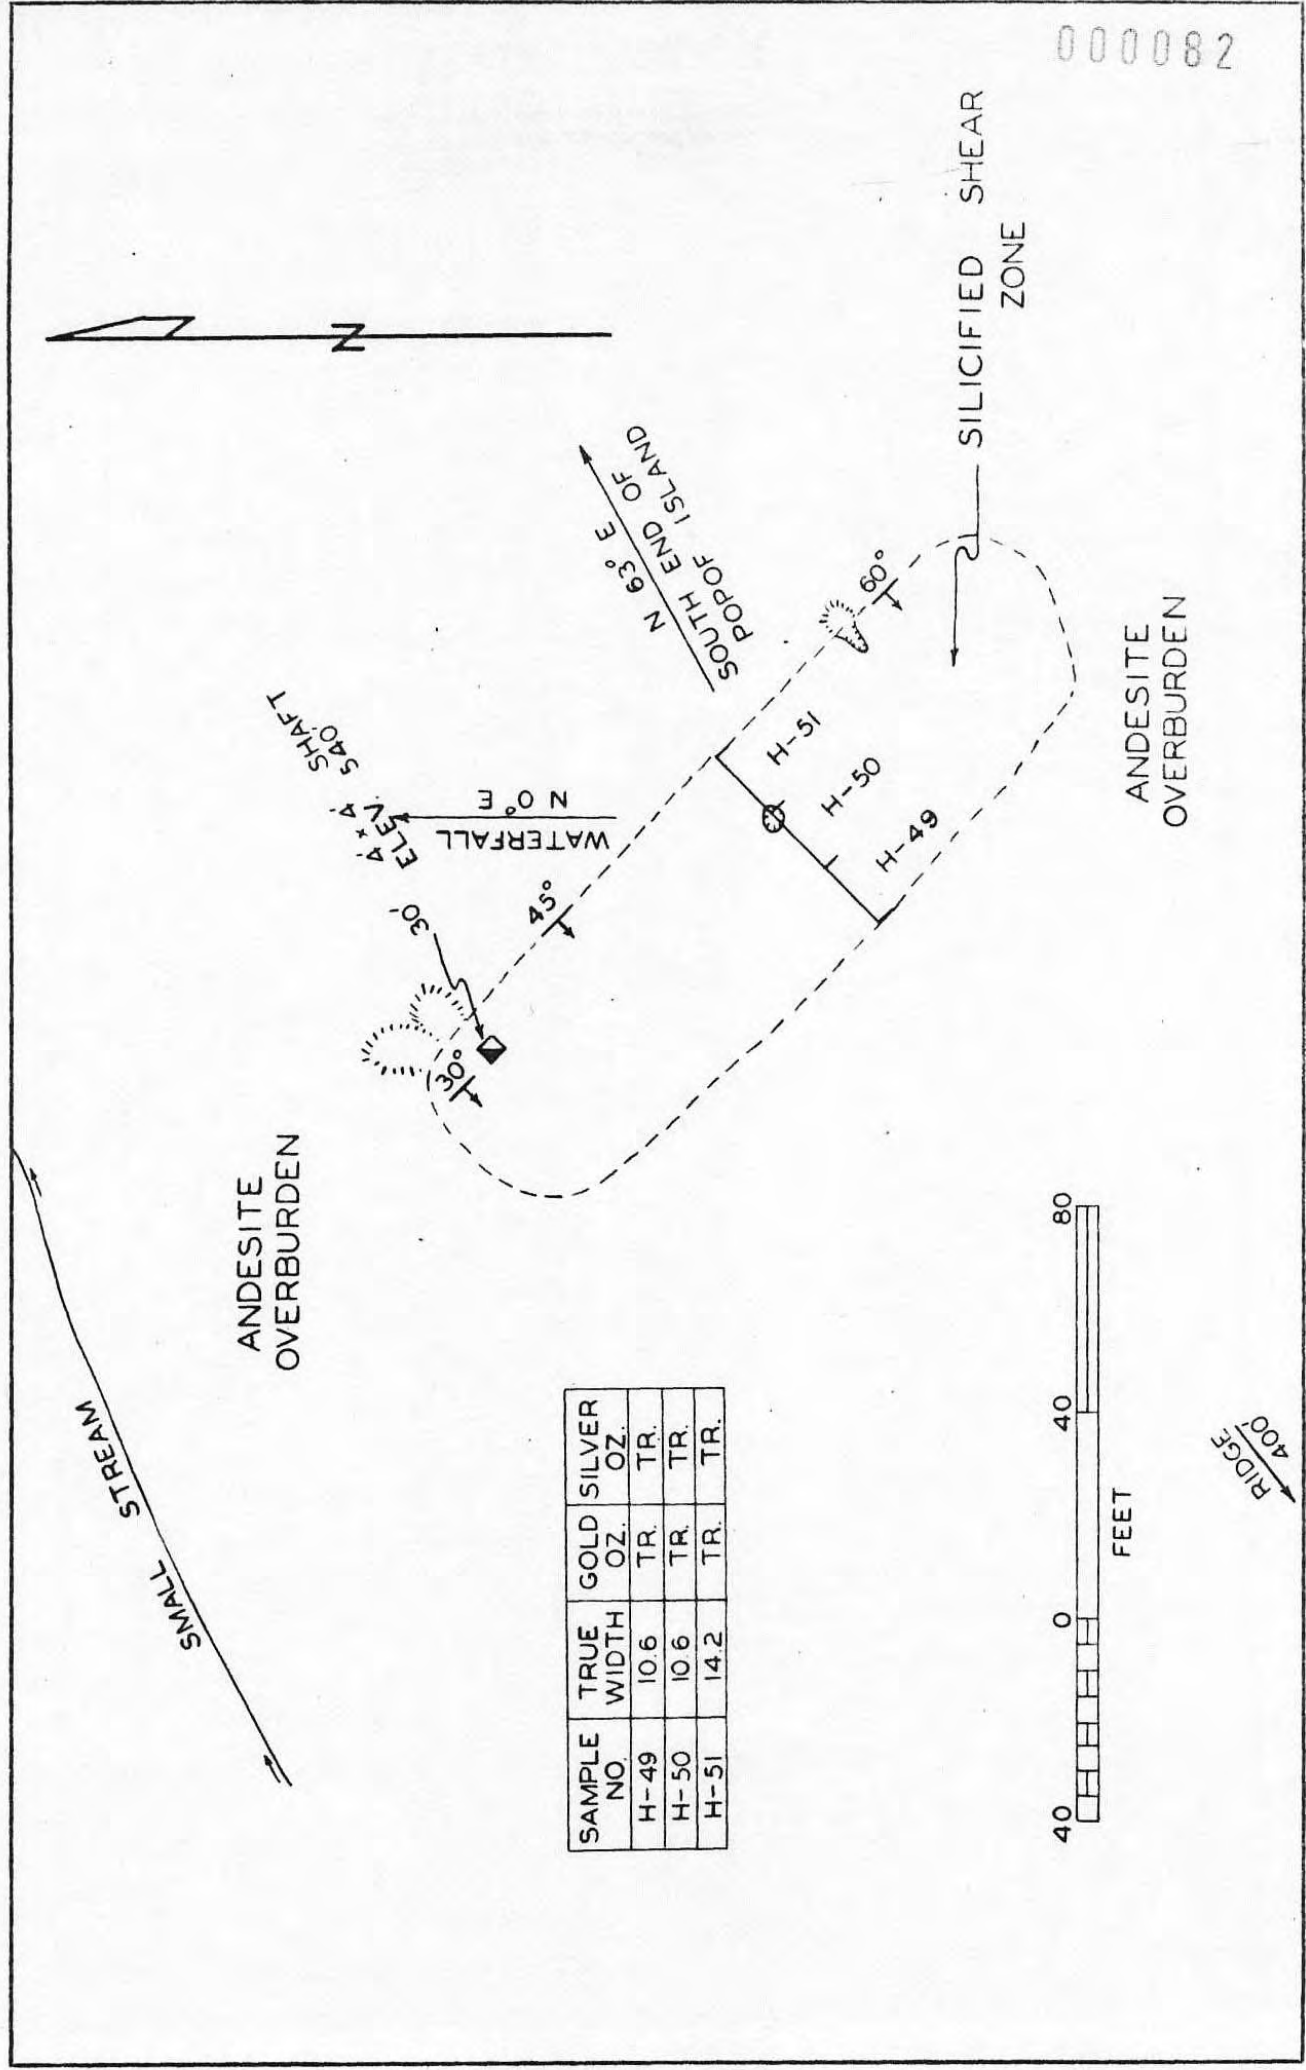 000082
N
SILICIFIED SHEAR
ZONE
N 63° E
SOUTH END OF
POPOF ISLAND
60°
30' 4' x 4' SHAFT
ELEV. 540'
WATERFALL
N 0° E
45°
30°
H-51
H-50
H-49
ANDESITE
OVERBURDEN
ANDESITE
OVERBURDEN
SMALL STREAM
SAMPLE NO. TRUE WIDTH GOLD OZ. SILVER OZ.
H-49 10.6 TR. TR.
H-50 10.6 TR. TR.
H-51 14.2 TR. TR.
40 0 40 80
FEET
RIDGE
400'